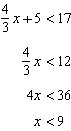 4/3 x + 5 < 17
4/3 x < 12
4x < 36
x < 9